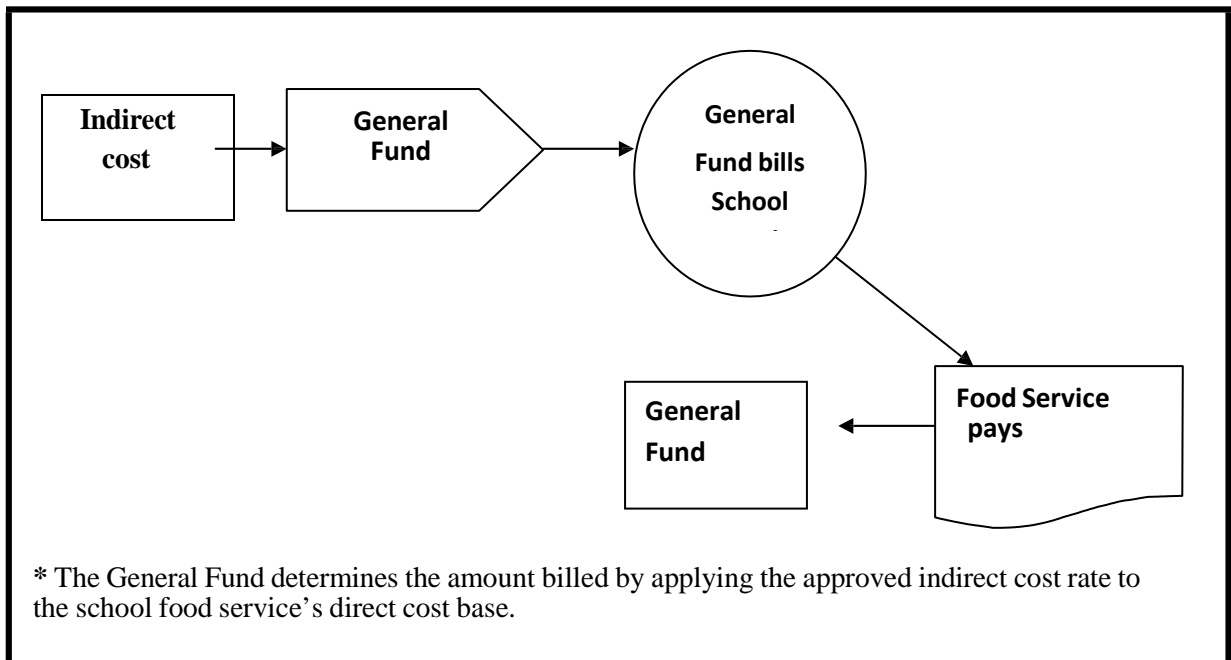 Indirect
cost
General
Fund
General
Fund bills
School
Food Service
pays
General
Fund
* The General Fund determines the amount billed by applying the approved indirect cost rate to
the school food service’s direct cost base.